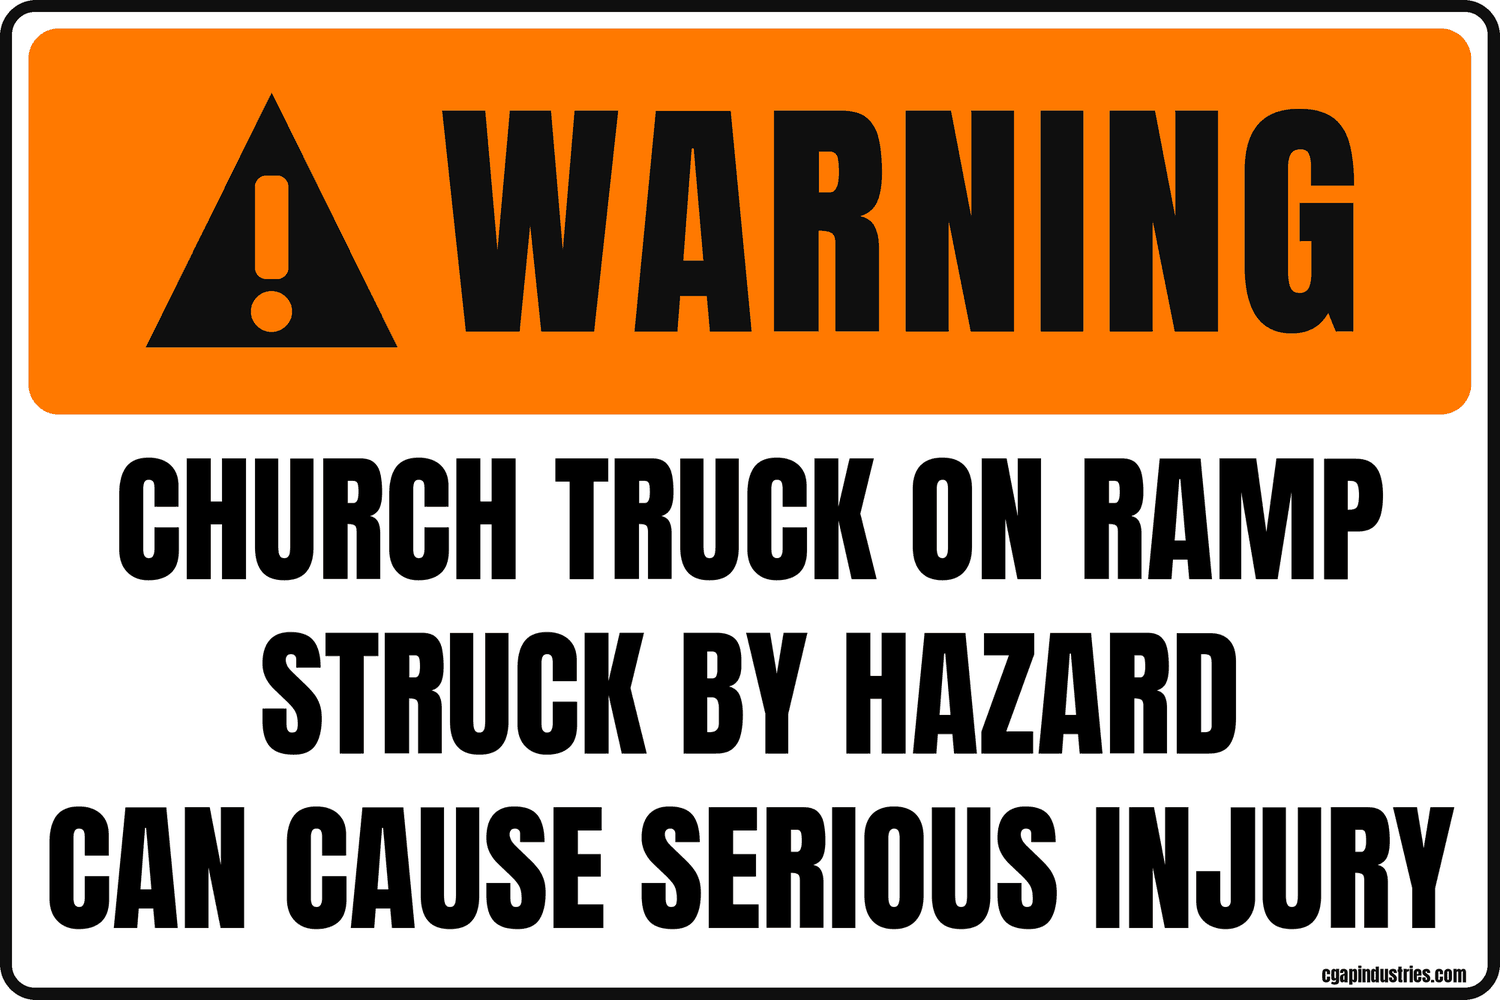 WARNING
CHURCH TRUCK ON RAMP
STRUCK BY HAZARD
CAN CAUSE SERIOUS INJURY
cgapindustries.com